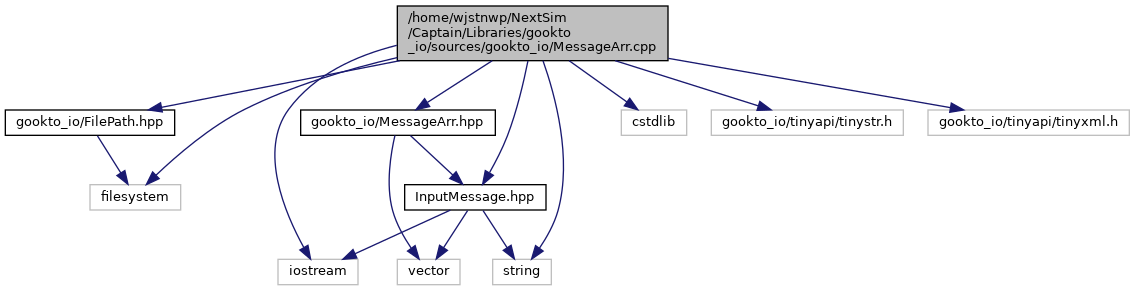 /home/wjstnwp/NextSim
/Captain/Libraries/gookto
_io/sources/gookto_io/MessageArr.cpp
gookto_io/FilePath.hpp
gookto_io/MessageArr.hpp
cstdlib
gookto_io/tinyapi/tinystr.h
gookto_io/tinyapi/tinyxml.h
filesystem
InputMessage.hpp
iostream
vector
string